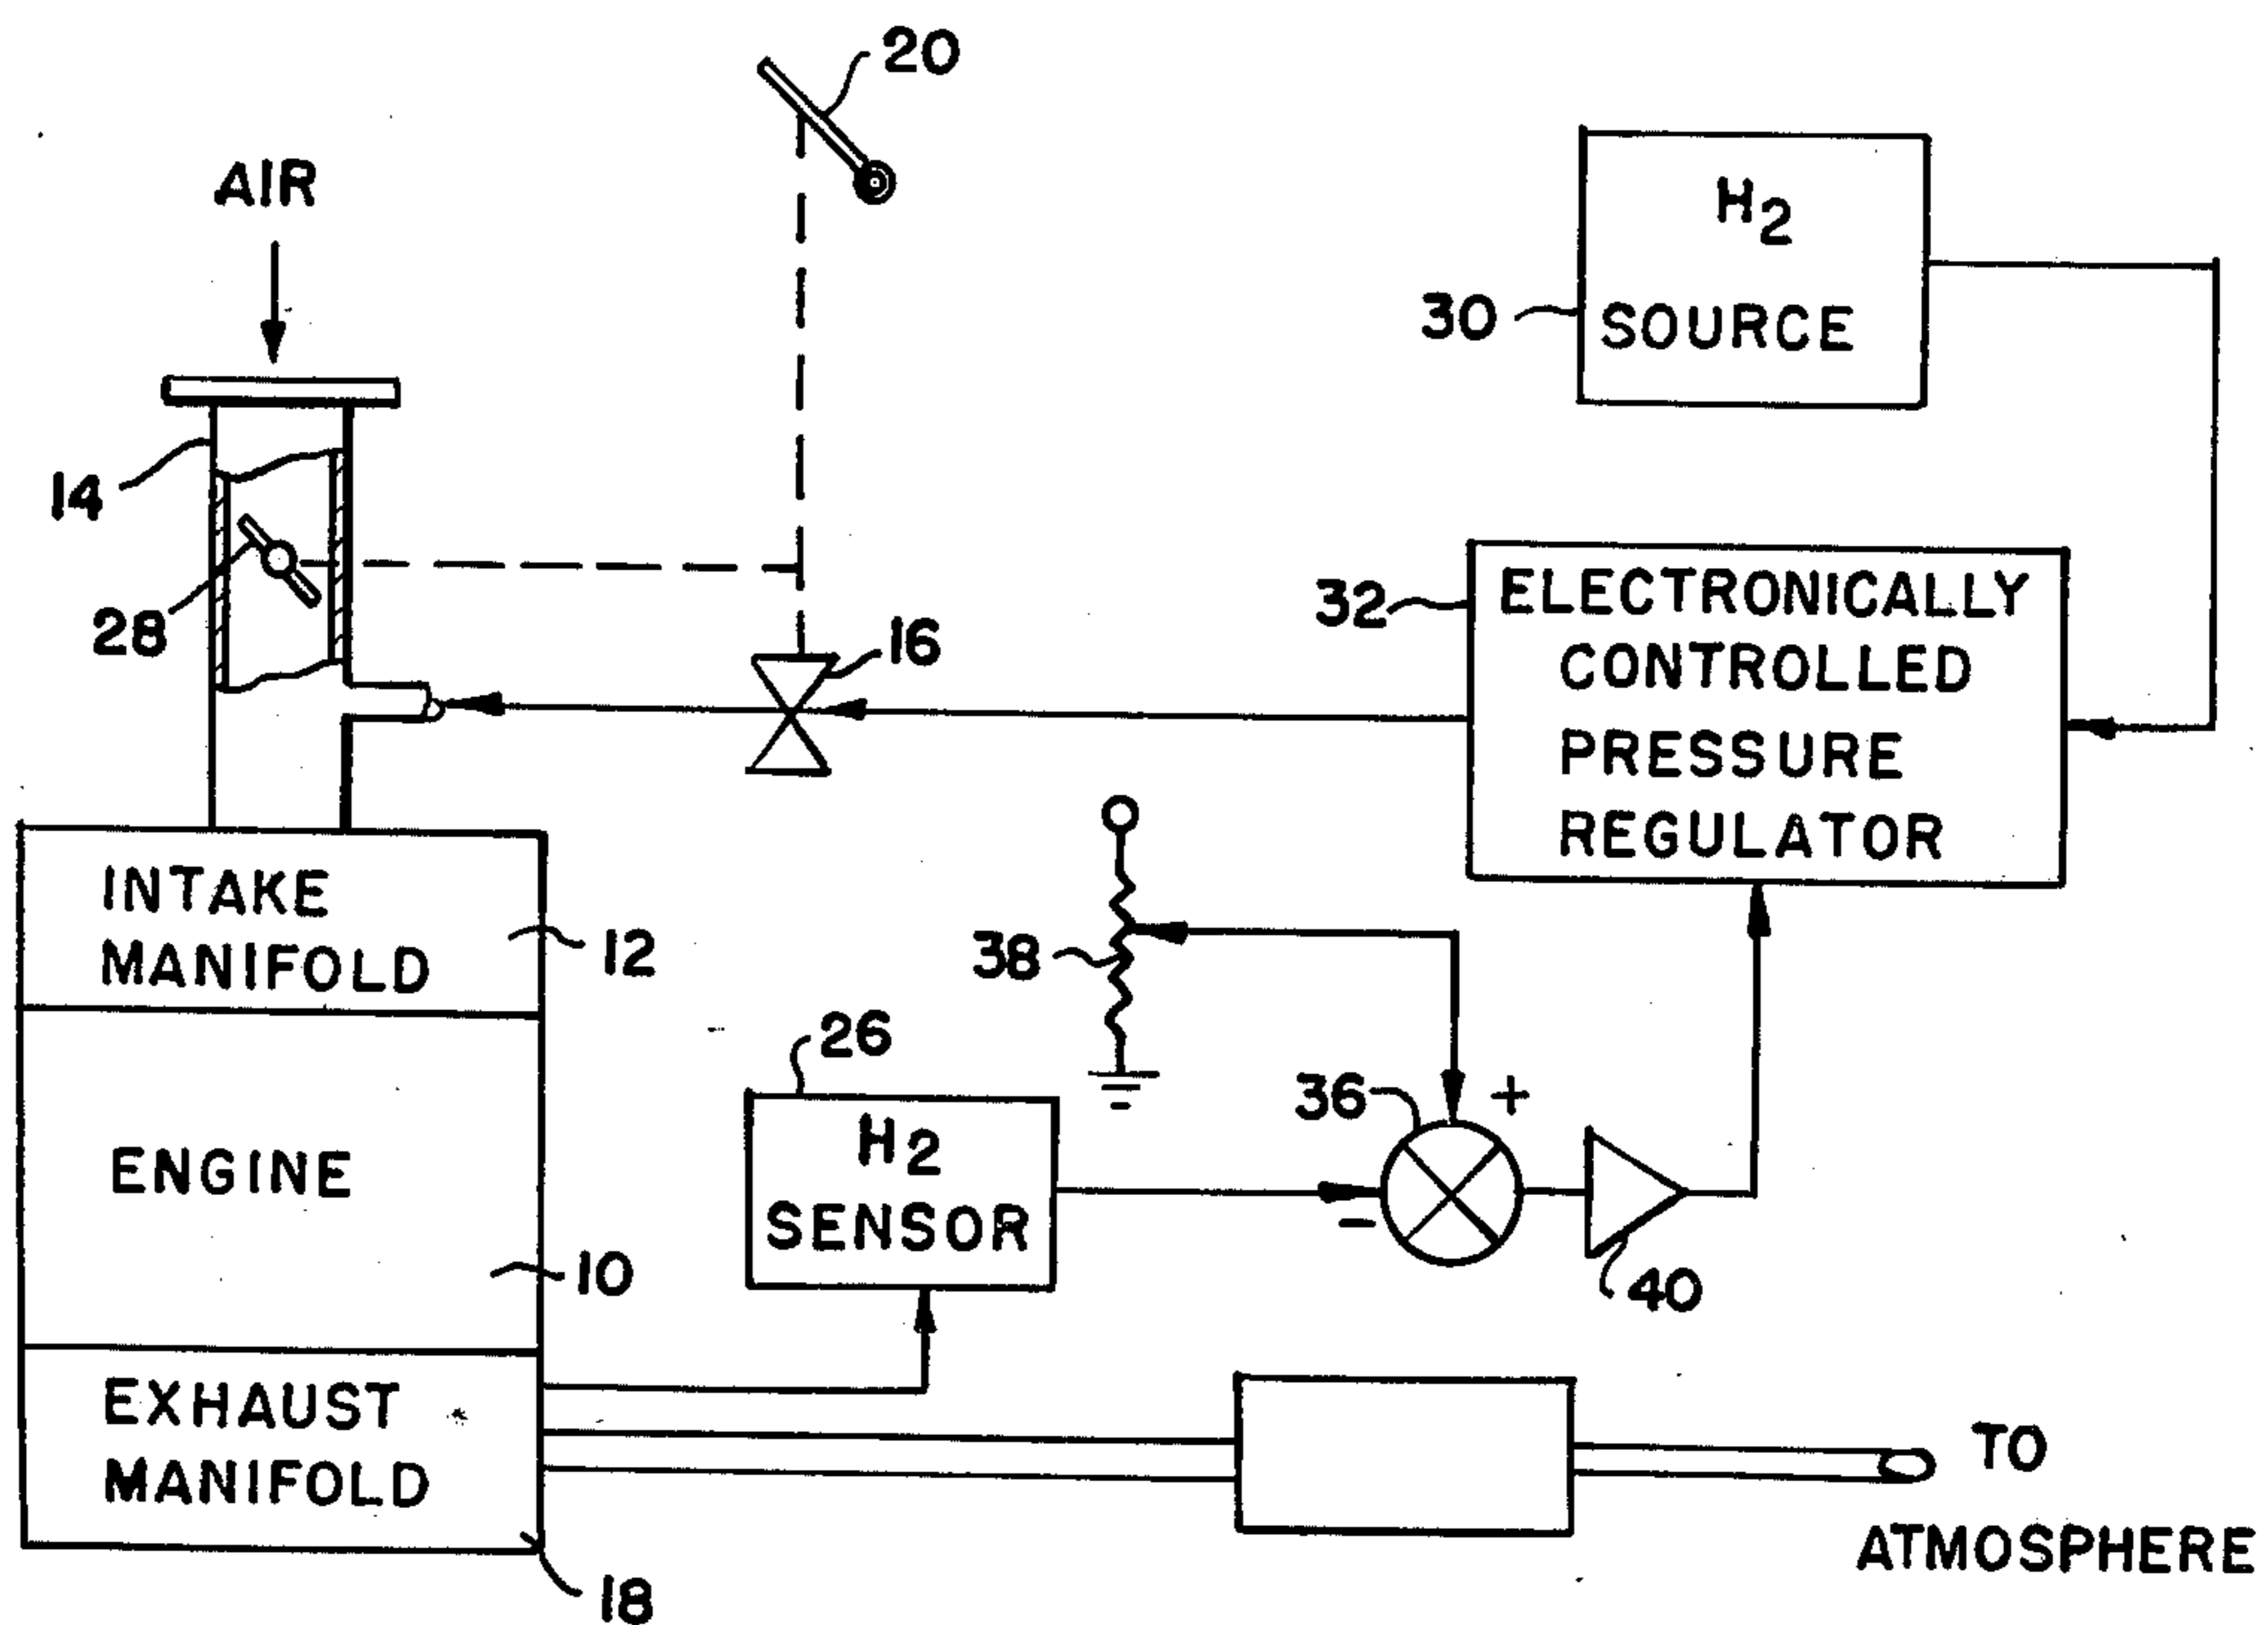 20
AIR
H2
SOURCE
30
14
28
16
32
ELECTRONICALLY
CONTROLLED
PRESSURE
REGULATOR
INTAKE
MANIFOLD
12
38
26
H2
SENSOR
36
+
−
40
ENGINE
10
EXHAUST
MANIFOLD
18
TO
ATMOSPHERE